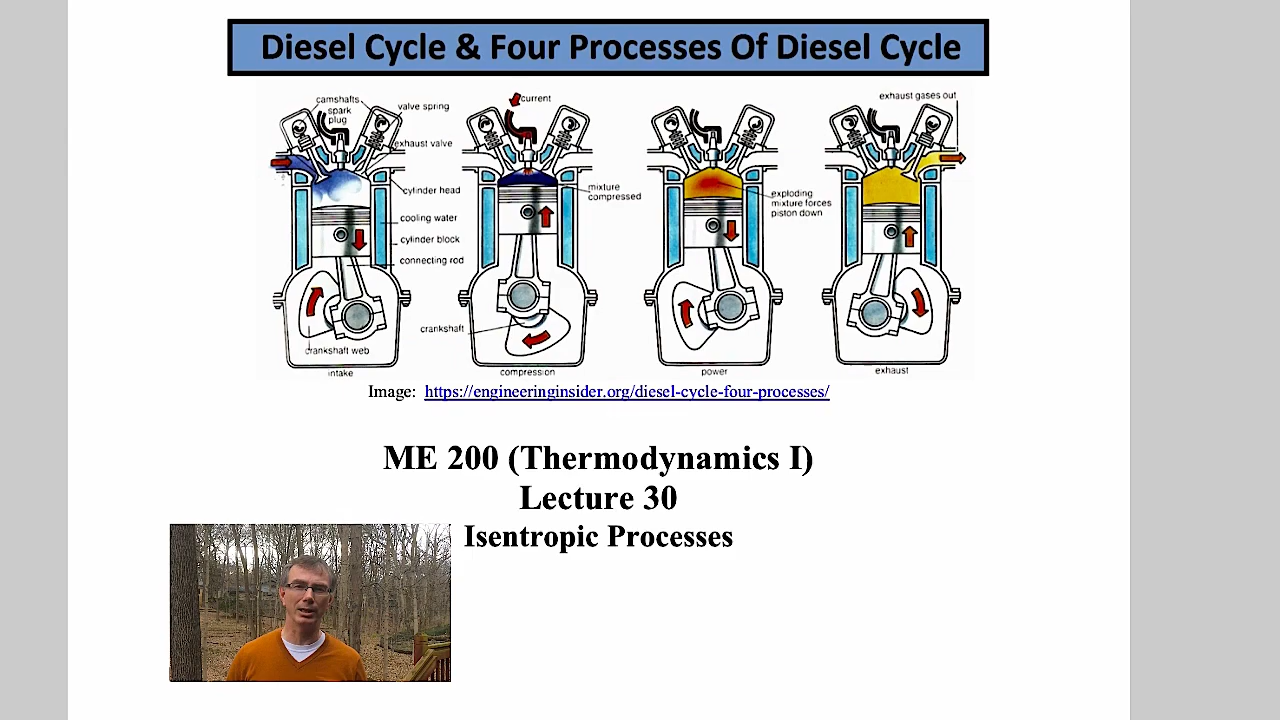 Diesel Cycle & Four Processes Of Diesel Cycle
camshafts
spark
plug
valve spring
exhaust valve
cylinder head
cooling water
cylinder block
connecting rod
crankshaft web
intake
current
mixture
compressed
crankshaft
compression
exploding
mixture forces
piston down
power
exhaust gases out
exhaust
Image: https://engineeringinsider.org/diesel-cycle-four-processes/
ME 200 (Thermodynamics I)
Lecture 30
Isentropic Processes